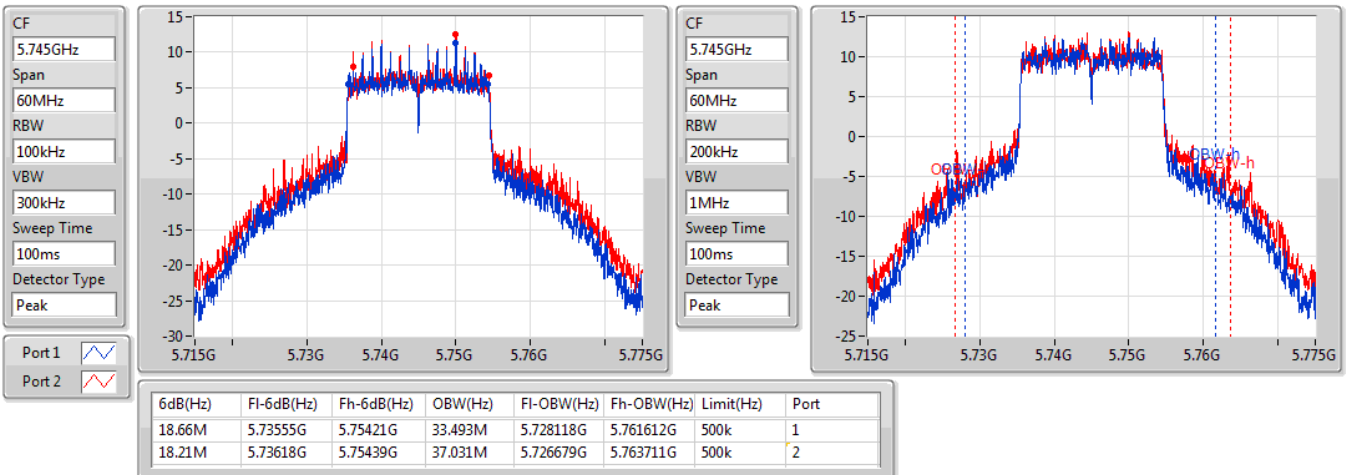 CF
5.745GHz
Span
60MHz
RBW
100kHz
VBW
300kHz
Sweep Time
100ms
Detector Type
Peak
Port 1
Port 2
15
10
5
0
-5
-10
-15
-20
-25
-30
5.715G 5.73G 5.74G 5.75G 5.76G 5.775G
CF
5.745GHz
Span
60MHz
RBW
200kHz
VBW
1MHz
Sweep Time
100ms
Detector Type
Peak
15
10
5
0
-5
-10
-15
-20
-25
OBW-h
OBW-h
5.715G 5.73G 5.74G 5.75G 5.76G 5.775G
6dB(Hz) Fl-6dB(Hz) Fh-6dB(Hz) OBW(Hz) Fl-OBW(Hz) Fh-OBW(Hz) Limit(Hz) Port
18.66M 5.73555G 5.75421G 33.493M 5.728118G 5.761612G 500k 1
18.21M 5.73618G 5.75439G 37.031M 5.726679G 5.763711G 500k 2